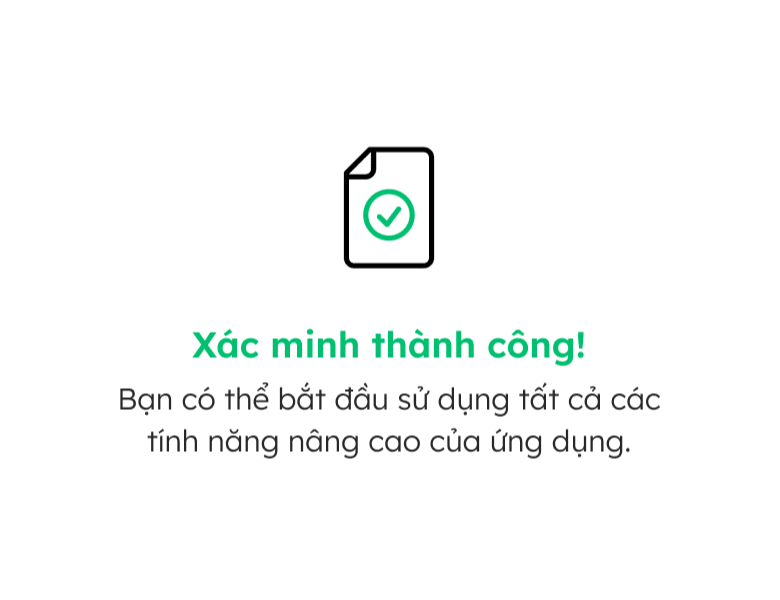 Xác minh thành công!
Bạn có thể bắt đầu sử dụng tất cả các
tính năng nâng cao của ứng dụng.